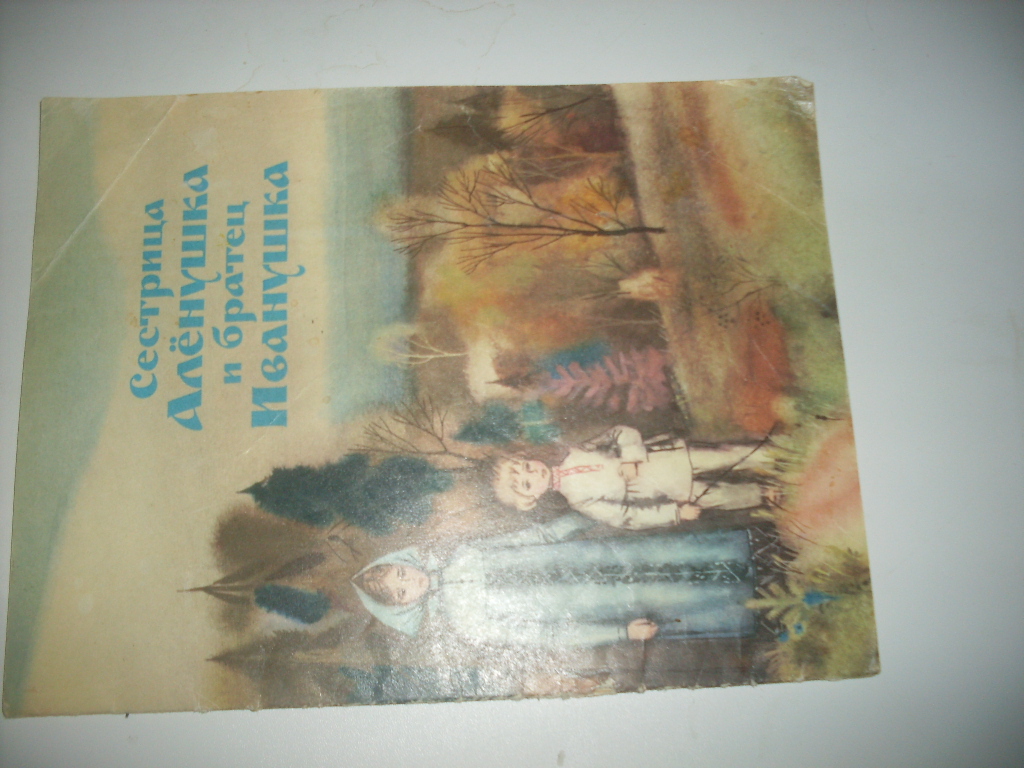 Сестрица
Алёнушка
и братец
Иванушка